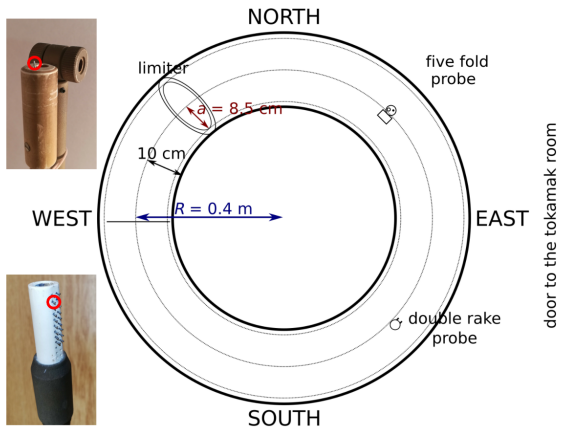 NORTH
limiter
five fold
probe
a = 8.5 cm
10 cm
R = 0.4 m
WEST
EAST
door to the tokamak room
double rake
probe
SOUTH